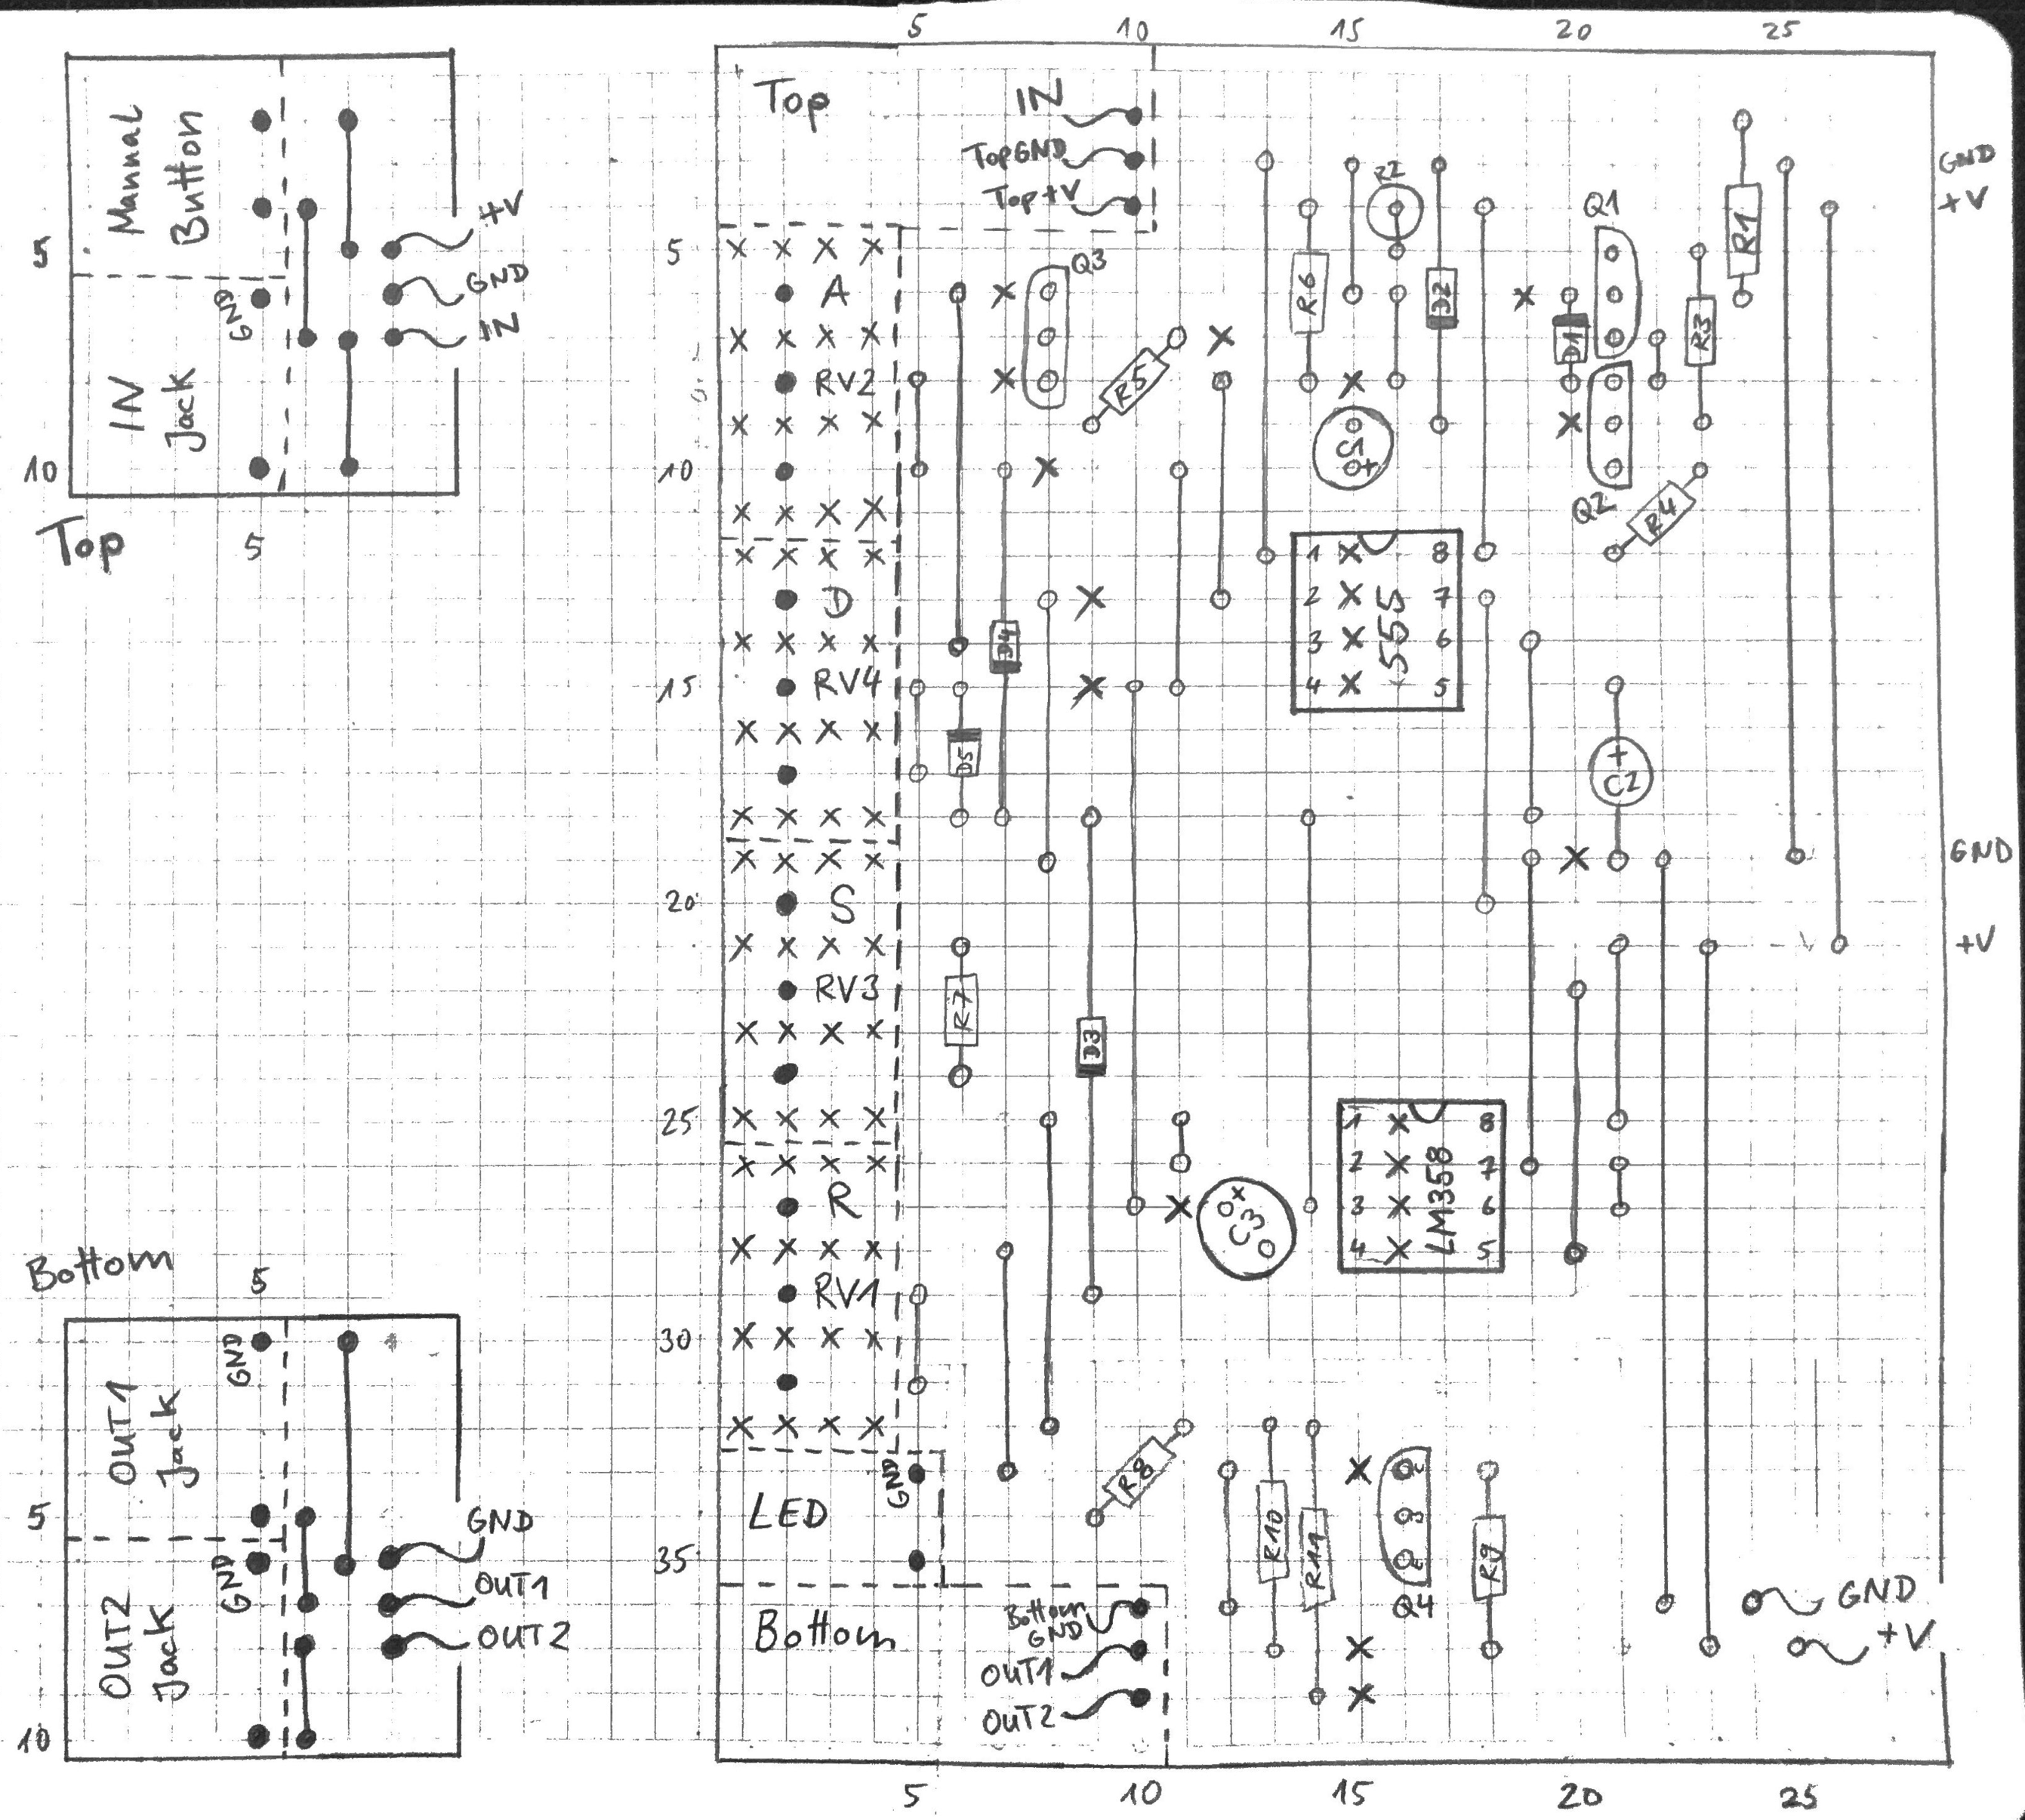 5 10 15 20 25
Top
IN
TopGND
Top+V
Manual
Button
+V
GND
IN
GND
IN
Jack
5
10
Top
5
GND
+V
R2
Q1
R1
5
A
Q3
R6
D2
D1
R3
RV2
R5
C1
+
10
Q2
R4
D
1 8
2 7
3 6
4 5
555
D4
15
RV4
D5
+
C2
GND
20
S
+V
RV3
R7
D3
25
1 8
2 7
3 6
4 5
LM358
R
+
C3
RV1
30
Bottom
5
GND
OUT1
Jack
5
GND
GND
OUT1
OUT2
OUT2
Jack
10
GND
LED
R8
R10
R11
C
B
E
Q4
R9
35
Bottom
Bottom
GND
OUT1
OUT2
GND
+V
5 10 15 20 25